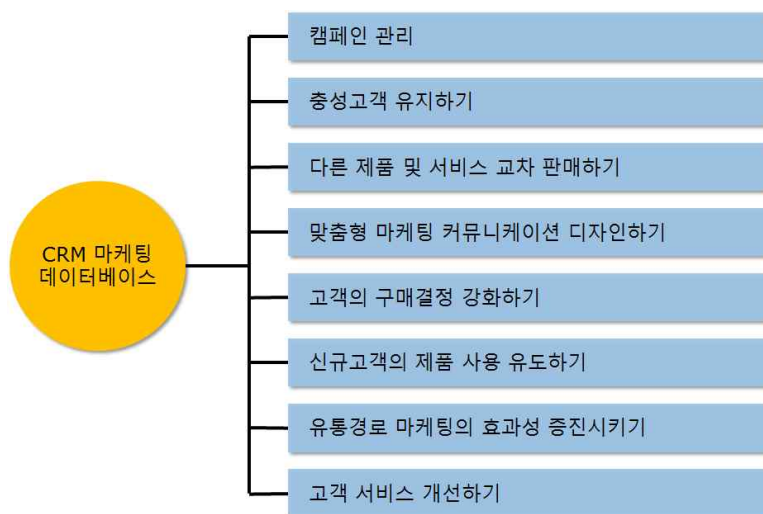 캠페인 관리
충성고객 유지하기
다른 제품 및 서비스 교차 판매하기
맞춤형 마케팅 커뮤니케이션 디자인하기
CRM 마케팅
데이터베이스
고객의 구매결정 강화하기
신규고객의 제품 사용 유도하기
유통경로 마케팅의 효과성 증진시키기
고객 서비스 개선하기